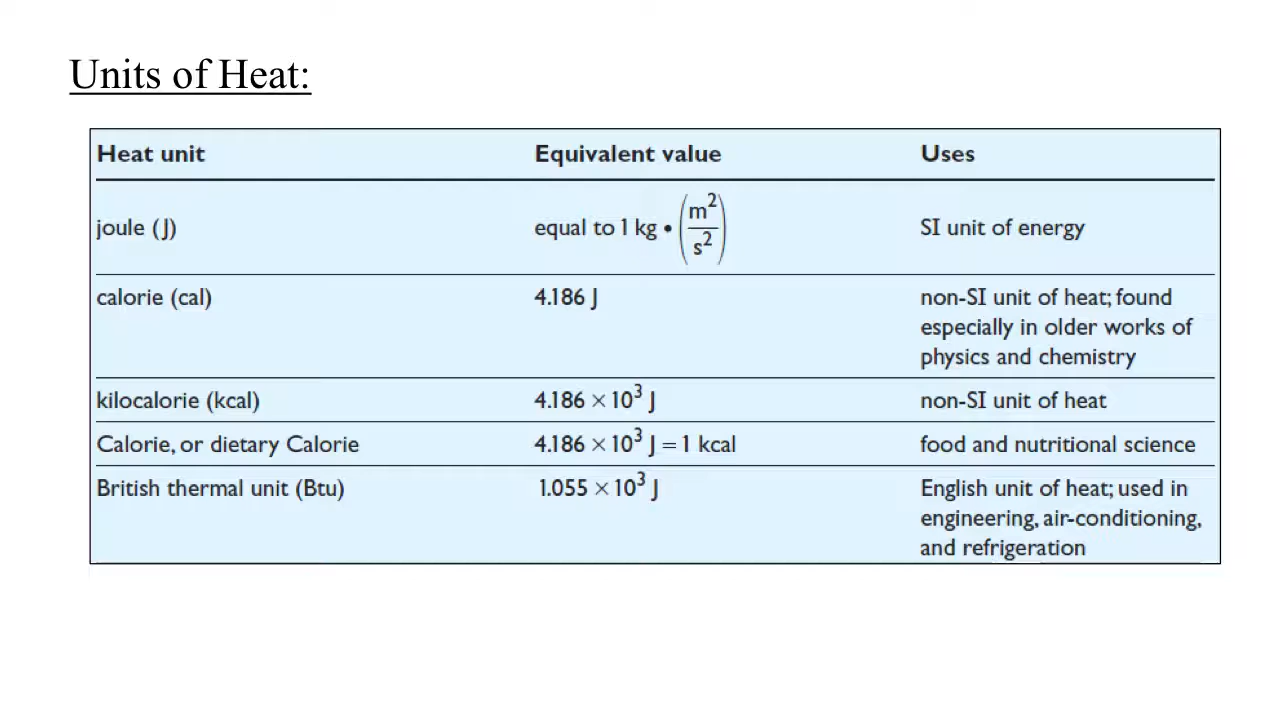 Units of Heat:
Heat unit Equivalent value Uses
joule (J) equal to 1 kg • (m²/s²) SI unit of energy
calorie (cal) 4.186 J non-SI unit of heat; found
especially in older works of
physics and chemistry
kilocalorie (kcal) 4.186 × 10³ J non-SI unit of heat
Calorie, or dietary Calorie 4.186 × 10³ J = 1 kcal food and nutritional science
British thermal unit (Btu) 1.055 × 10³ J English unit of heat; used in
engineering, air-conditioning,
and refrigeration